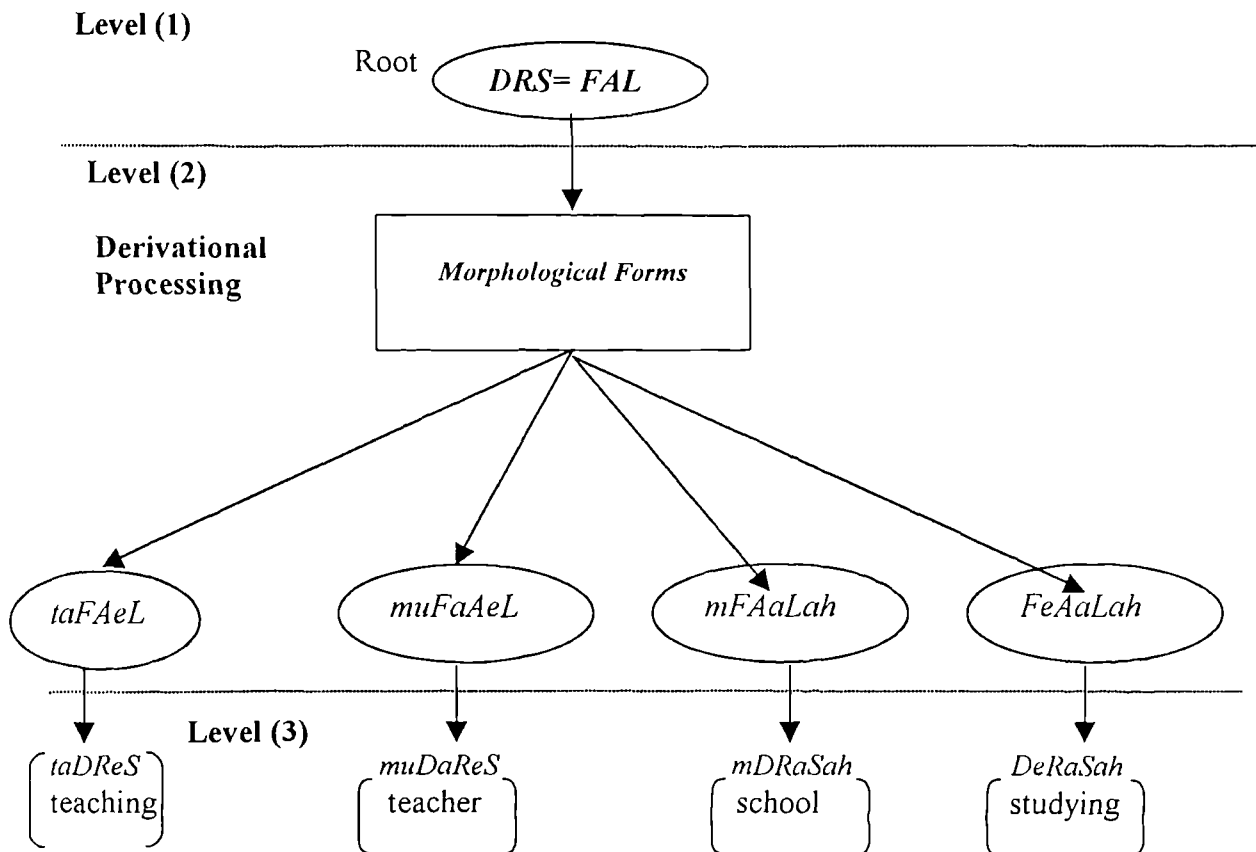 Level (1)
Root
DRS= FAL
Level (2)
Derivational
Processing
Morphological Forms
taFAeL
muFaAeL
mFAaLah
FeAaLah
Level (3)
taDReS
teaching
muDaReS
teacher
mDRaSah
school
DeRaSah
studying